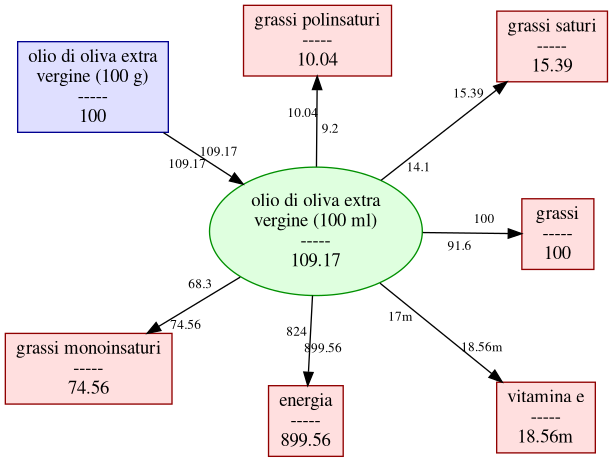 grassi polinsaturi
-----
10.04
grassi saturi
-----
15.39
olio di oliva extra
vergine (100 g)
-----
100
15.39
10.04
9.2
109.17
109.17
14.1
olio di oliva extra
vergine (100 ml)
-----
109.17
grassi
-----
100
100
91.6
68.3
74.56
824
899.56
17m
18.56m
grassi monoinsaturi
-----
74.56
energia
-----
899.56
vitamina e
-----
18.56m